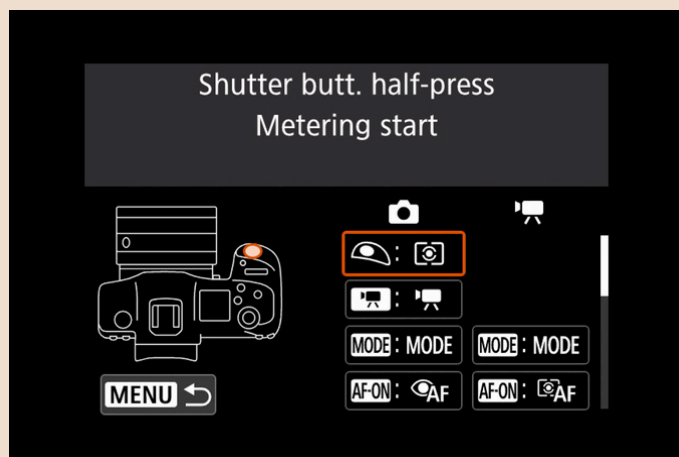 Shutter butt. half-press
Metering start
:
:
MODE : MODE
MODE : MODE
AF-ON : AF
AF-ON : AF
MENU